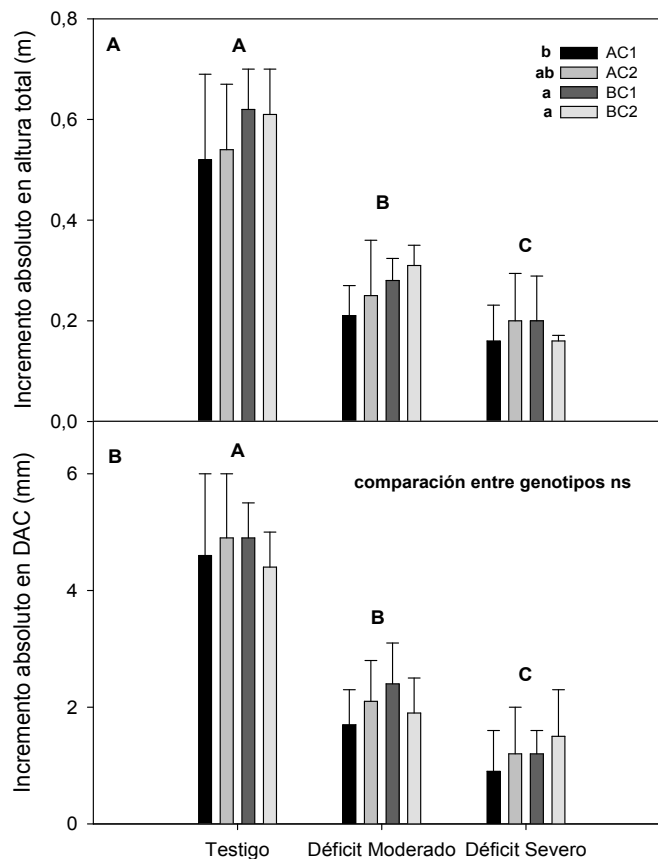 Incremento absoluto en altura total (m)
0,8
0,6
0,4
0,2
0,0
A
A
B
C
b AC1
ab AC2
a BC1
a BC2
Incremento absoluto en DAC (mm)
6
4
2
0
B
A
B
C
comparación entre genotipos ns
Testigo Déficit Moderado Déficit Severo